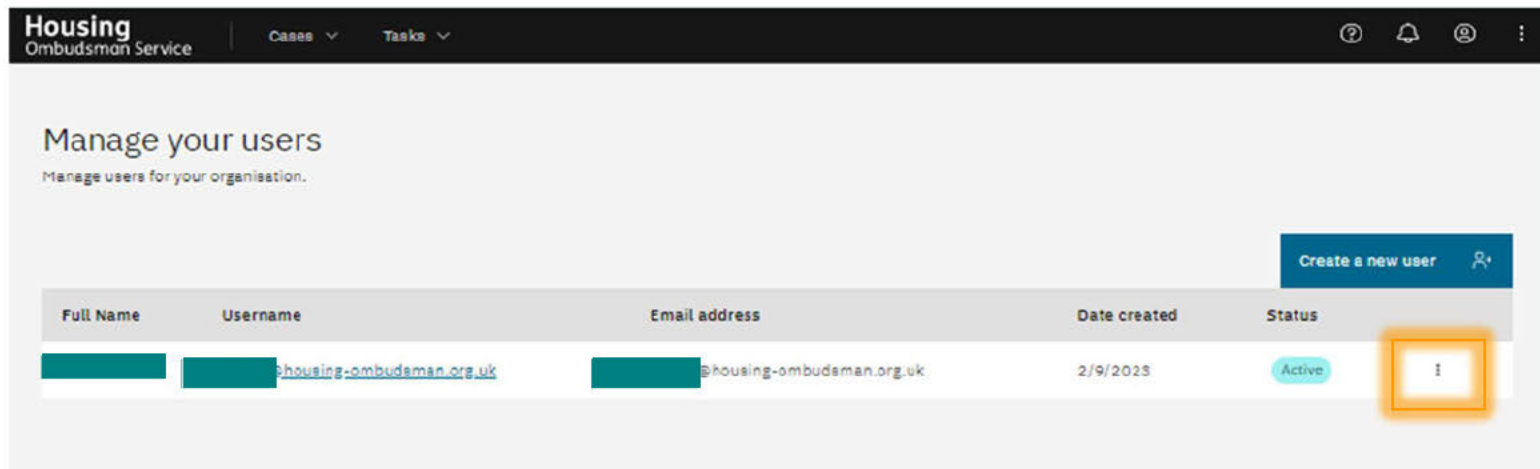 Housing
Ombudsman Service
Cases Tasks
Manage your users
Manage users for your organisation.
Create a new user
Full Name Username Email address Date created Status
@housing-ombudsman.org.uk @housing-ombudsman.org.uk 2/9/2023 Active